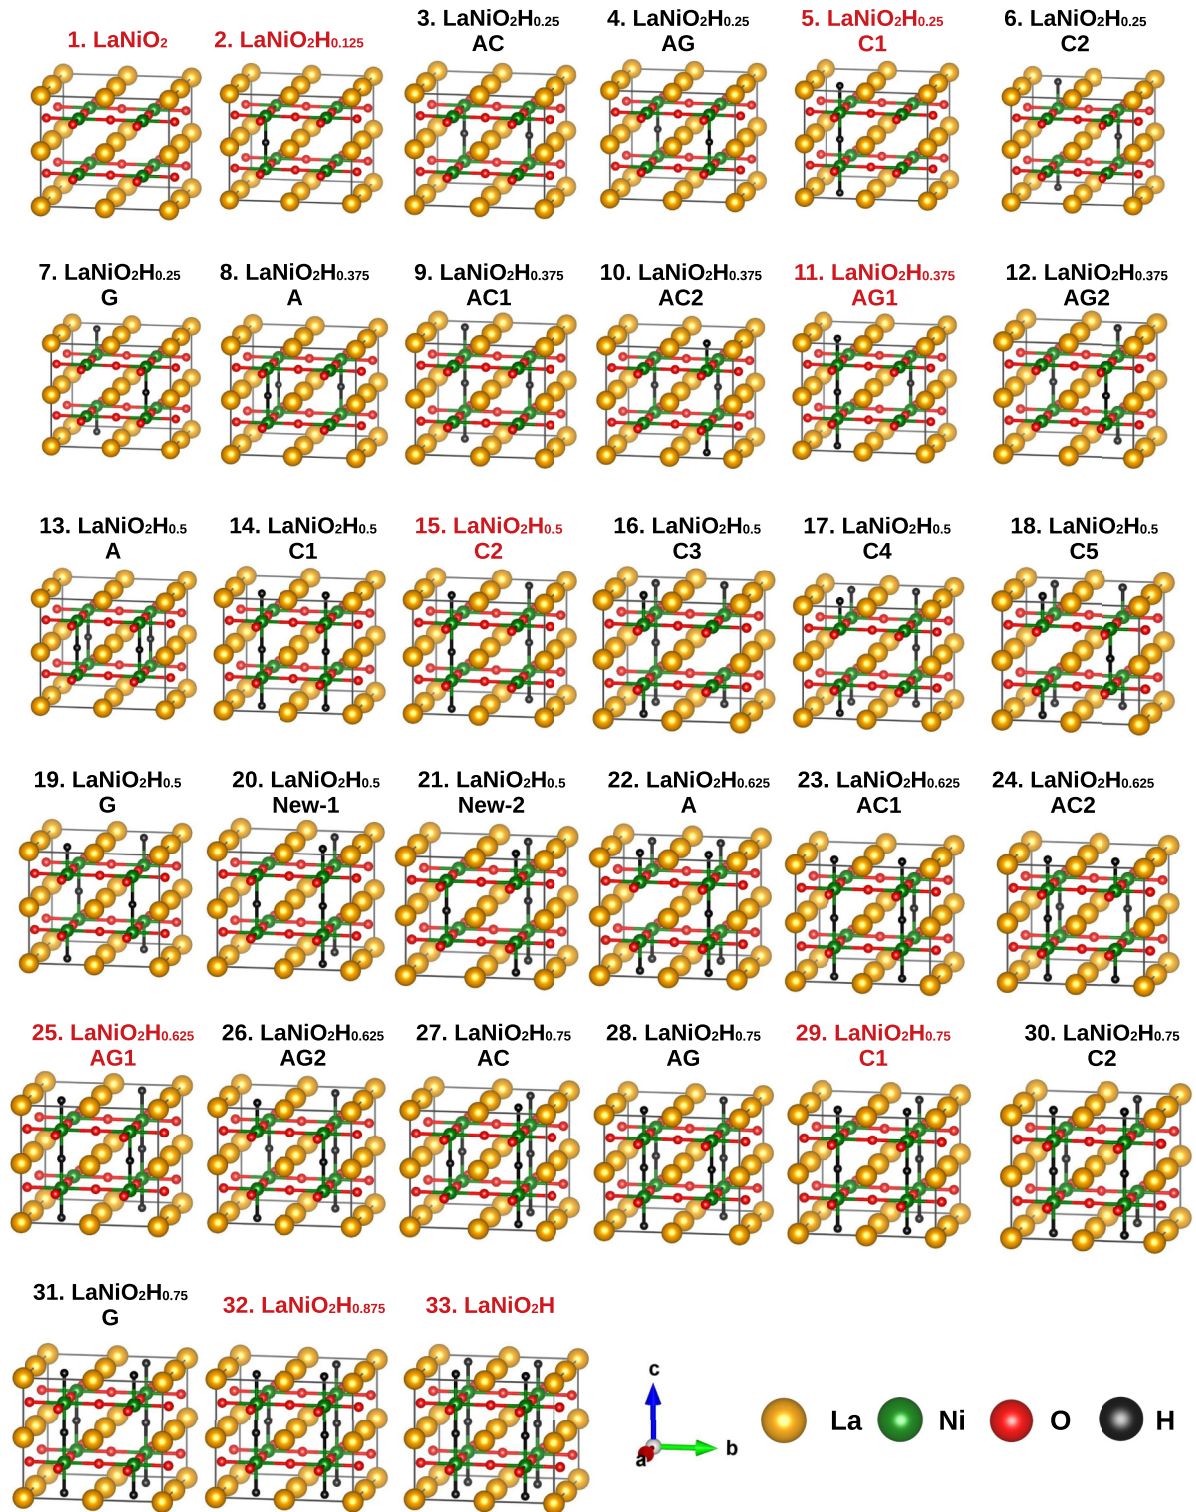 1. LaNiO₂
2. LaNiO₂H₀.₁₂₅
3. LaNiO₂H₀.₂₅
AC
4. LaNiO₂H₀.₂₅
AG
5. LaNiO₂H₀.₂₅
C1
6. LaNiO₂H₀.₂₅
C2
7. LaNiO₂H₀.₂₅
G
8. LaNiO₂H₀.₃₇₅
A
9. LaNiO₂H₀.₃₇₅
AC1
10. LaNiO₂H₀.₃₇₅
AC2
11. LaNiO₂H₀.₃₇₅
AG1
12. LaNiO₂H₀.₃₇₅
AG2
13. LaNiO₂H₀.₅
A
14. LaNiO₂H₀.₅
C1
15. LaNiO₂H₀.₅
C2
16. LaNiO₂H₀.₅
C3
17. LaNiO₂H₀.₅
C4
18. LaNiO₂H₀.₅
C5
19. LaNiO₂H₀.₅
G
20. LaNiO₂H₀.₅
New-1
21. LaNiO₂H₀.₅
New-2
22. LaNiO₂H₀.₆₂₅
A
23. LaNiO₂H₀.₆₂₅
AC1
24. LaNiO₂H₀.₆₂₅
AC2
25. LaNiO₂H₀.₆₂₅
AG1
26. LaNiO₂H₀.₆₂₅
AG2
27. LaNiO₂H₀.₇₅
AC
28. LaNiO₂H₀.₇₅
AG
29. LaNiO₂H₀.₇₅
C1
30. LaNiO₂H₀.₇₅
C2
31. LaNiO₂H₀.₇₅
G
32. LaNiO₂H₀.₈₇₅
33. LaNiO₂H
c
b
a
La
Ni
O
H